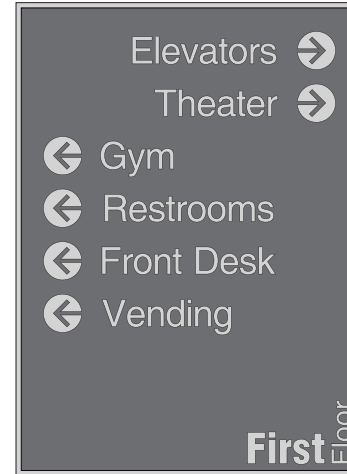 Elevators
Theater
Gym
Restrooms
Front Desk
Vending
First Floor